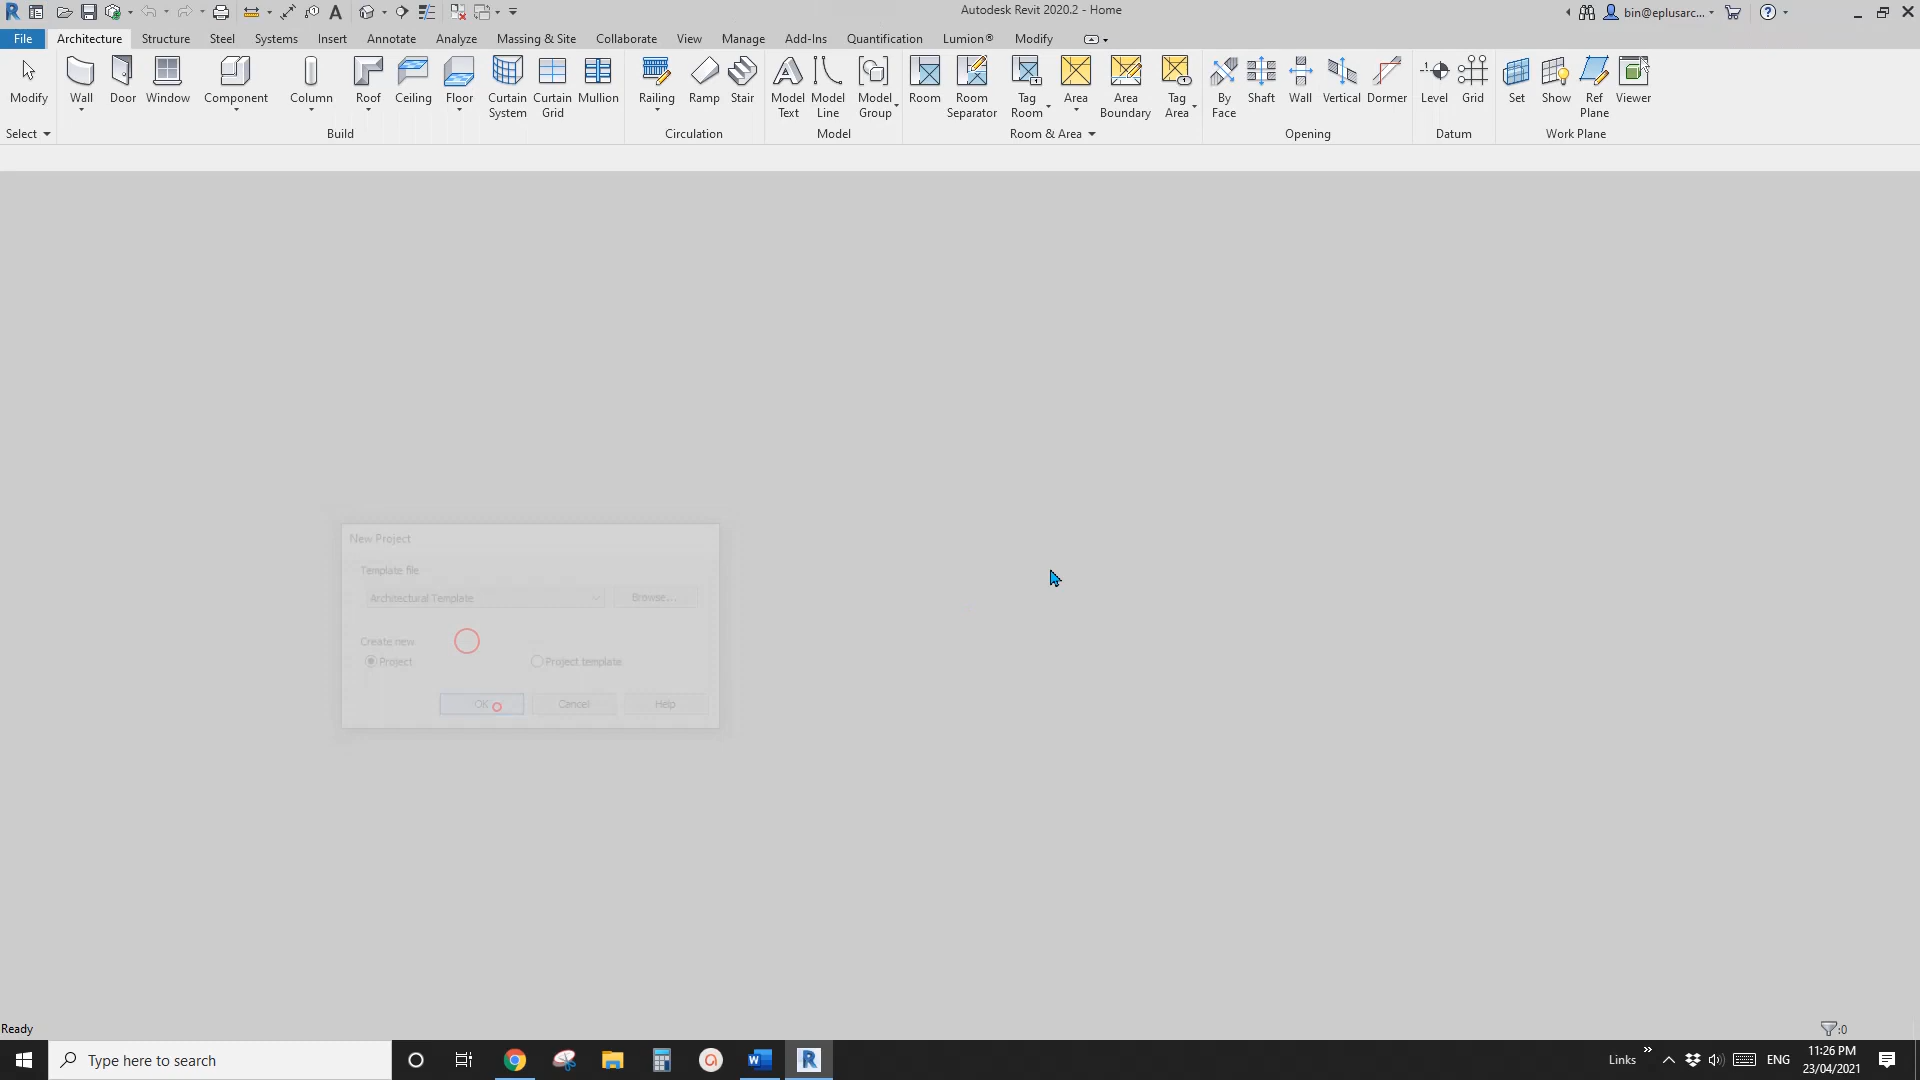 Autodesk Revit 2020.2 - Home
bin@eplusarc...
File Architecture Structure Steel Systems Insert Annotate Analyze Massing & Site Collaborate View Manage Add-Ins Quantification Lumion® Modify
Modify
Wall
Door
Window
Component
Column
Roof
Ceiling
Floor
Curtain System
Curtain Grid
Mullion
Railing
Ramp
Stair
Model Text
Model Line
Model Group
Room
Room Separator
Tag Room
Area
Area Boundary
Tag Area
By Face
Shaft
Wall
Vertical
Dormer
Level
Grid
Set
Show
Ref Plane
Viewer
Select Build Circulation Model Room & Area Opening Datum Work Plane
New Project
Template file
Architectural Template
Browse...
Create new
Project
Project template
OK Cancel Help
Ready
:0
Type here to search
Links
ENG
11:26 PM
23/04/2021